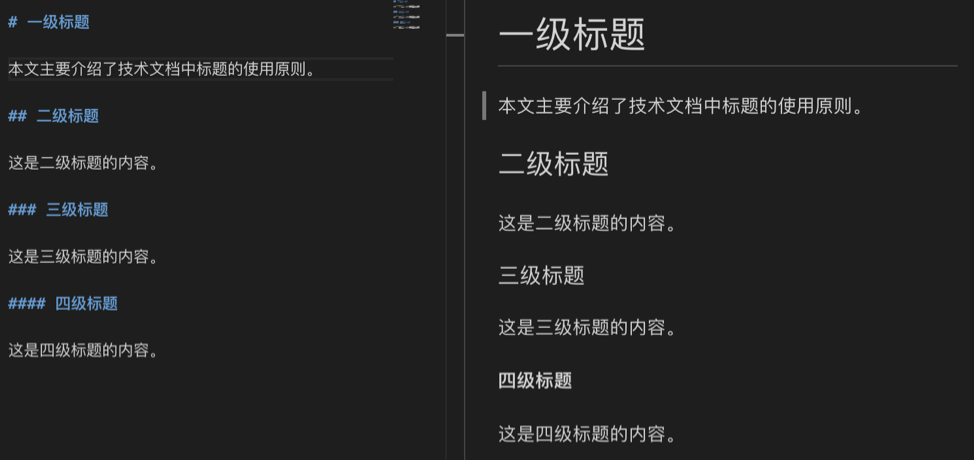 # 一级标题
本文主要介绍了技术文档中标题的使用原则。
## 二级标题
这是二级标题的内容。
### 三级标题
这是三级标题的内容。
#### 四级标题
这是四级标题的内容。
一级标题
本文主要介绍了技术文档中标题的使用原则。
二级标题
这是二级标题的内容。
三级标题
这是三级标题的内容。
四级标题
这是四级标题的内容。